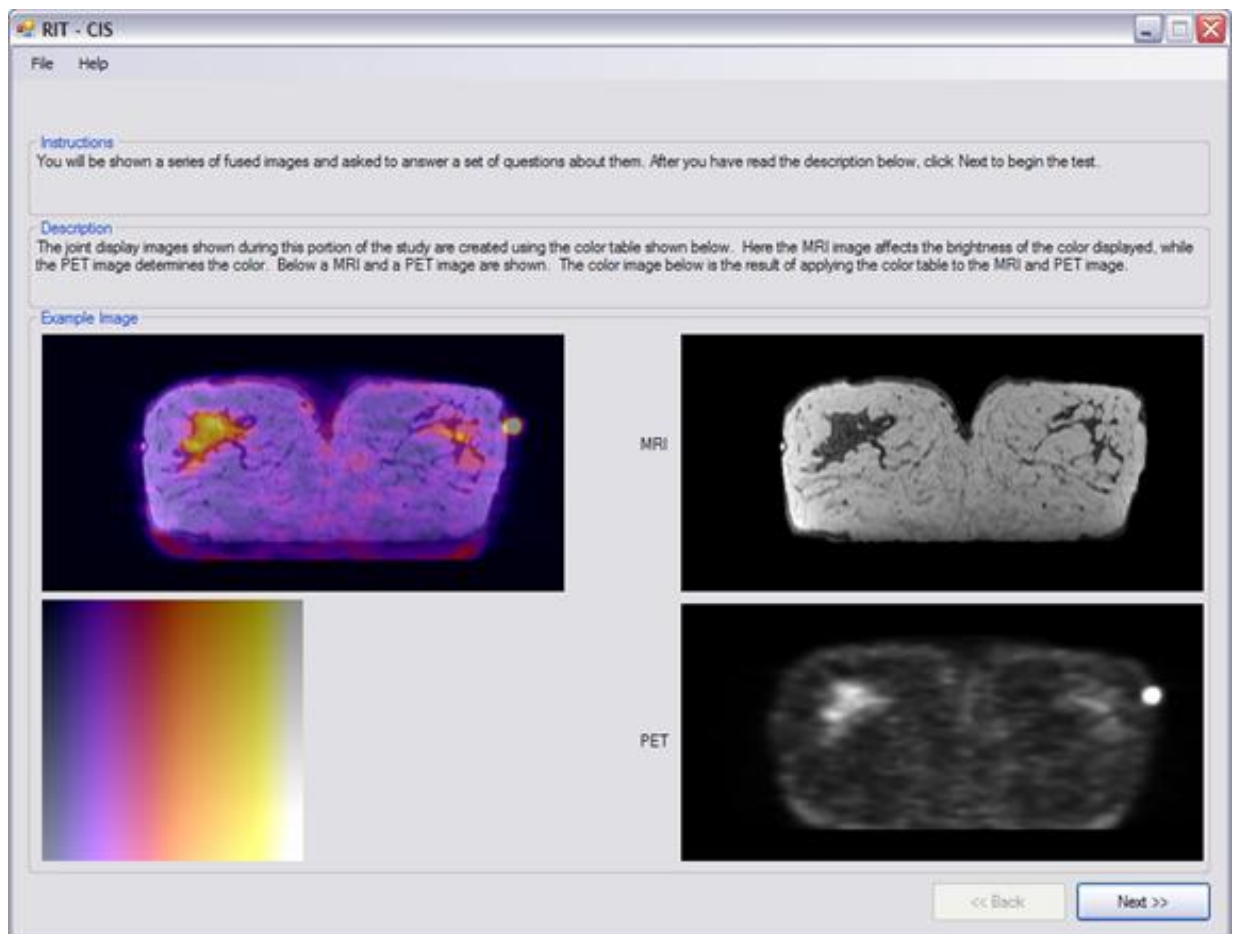 RIT - CIS
File Help
Instructions
You will be shown a series of fused images and asked to answer a set of questions about them. After you have read the description below, click Next to begin the test.
Description
The joint display images shown during this portion of the study are created using the color table shown below. Here the MRI image affects the brightness of the color displayed, while
the PET image determines the color. Below a MRI and a PET image are shown. The color image below is the result of applying the color table to the MRI and PET image.
Example Image
MRI
PET
<< Back Next >>